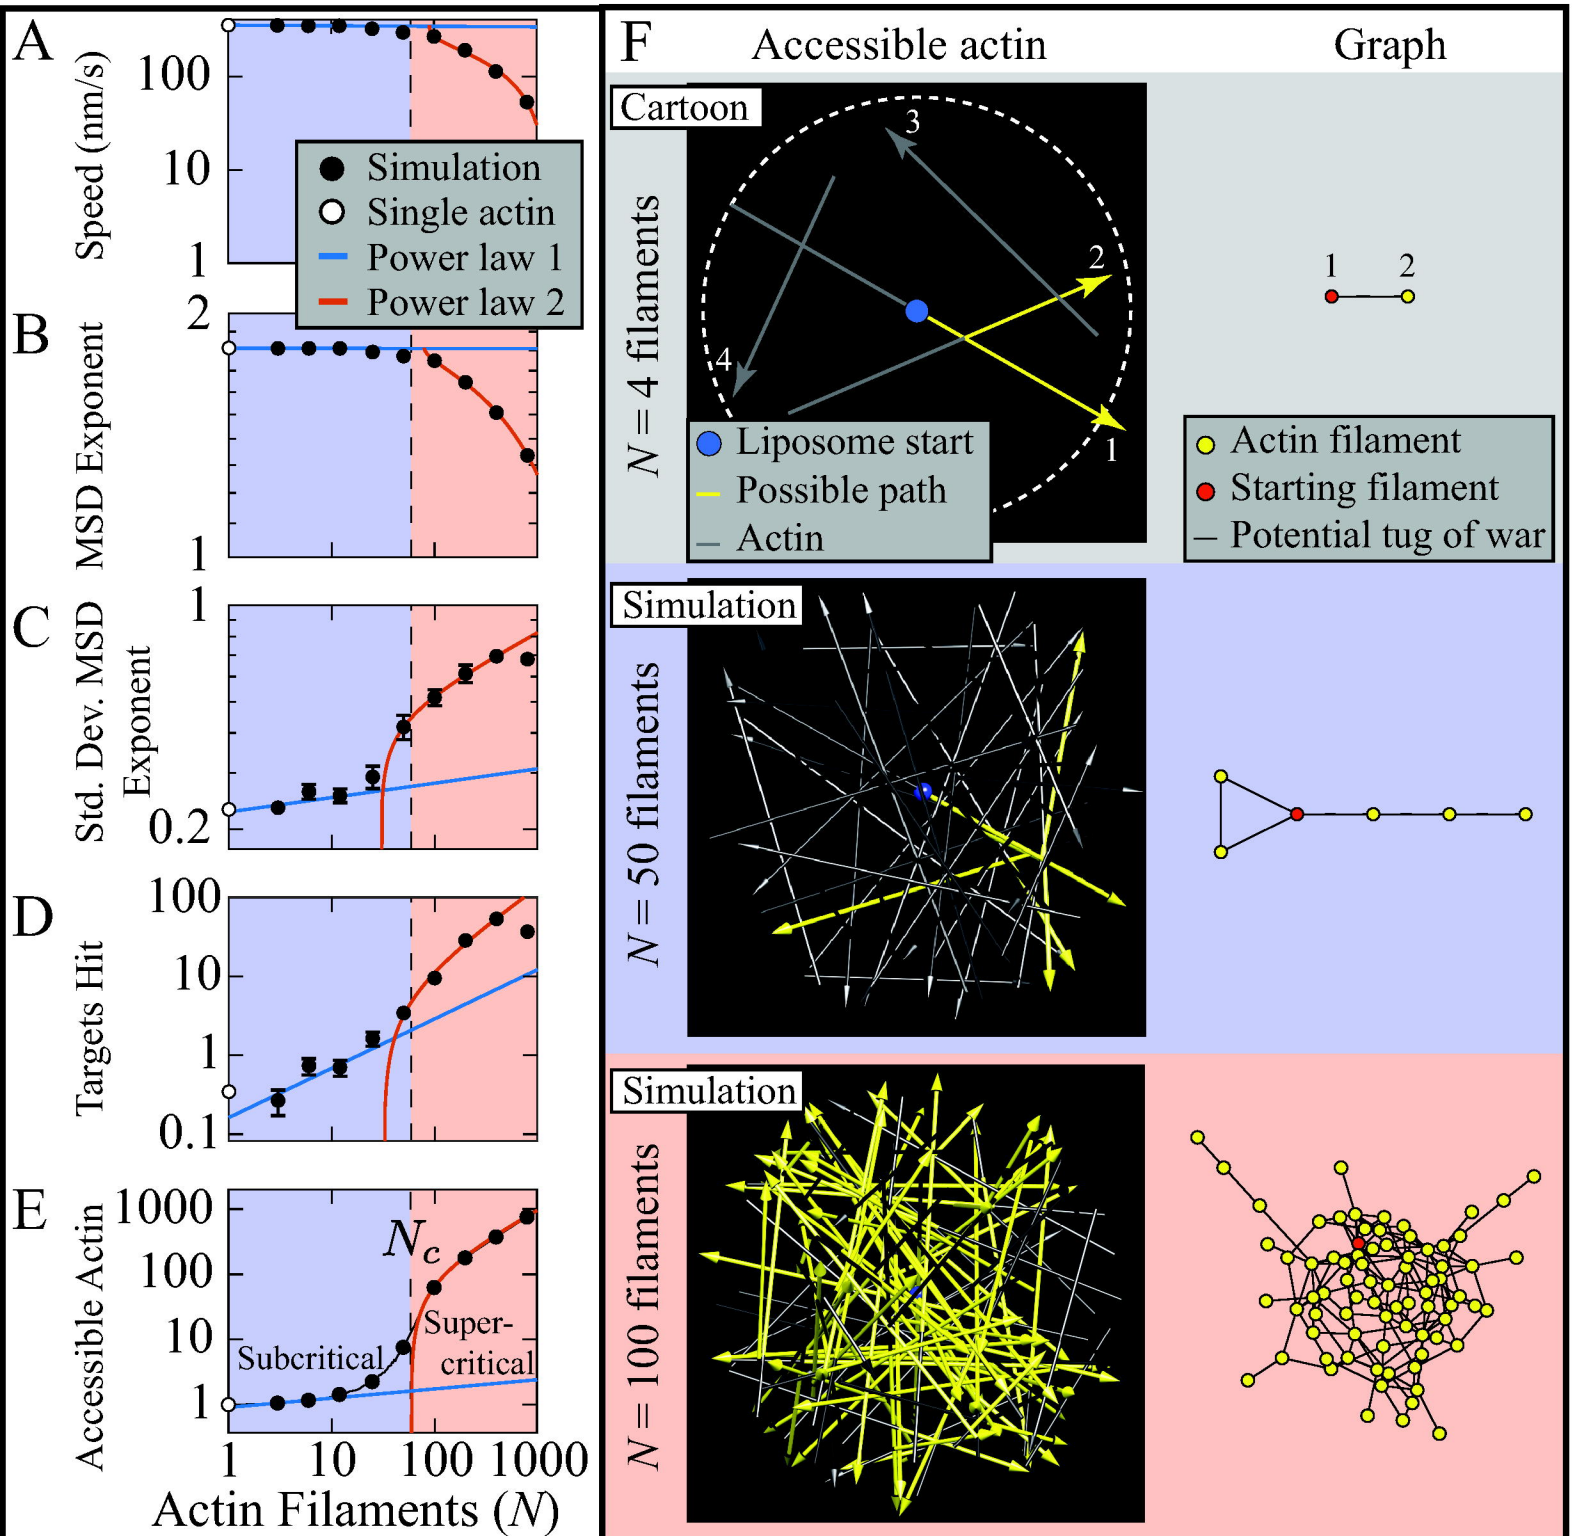 A
Speed (nm/s)
100
10
1
Simulation
Single actin
Power law 1
Power law 2
B
MSD Exponent
2
1
C
Std. Dev. MSD
Exponent
1
0.2
D
Targets Hit
100
10
1
0.1
E
Accessible Actin
1000
100
10
1
Nc
Subcritical
Super-
critical
1 10 100 1000
Actin Filaments (N)
F
Accessible actin
Graph
Cartoon
N = 4 filaments
3
2
4
1
Liposome start
Possible path
Actin
1 2
Actin filament
Starting filament
Potential tug of war
Simulation
N = 50 filaments
Simulation
N = 100 filaments